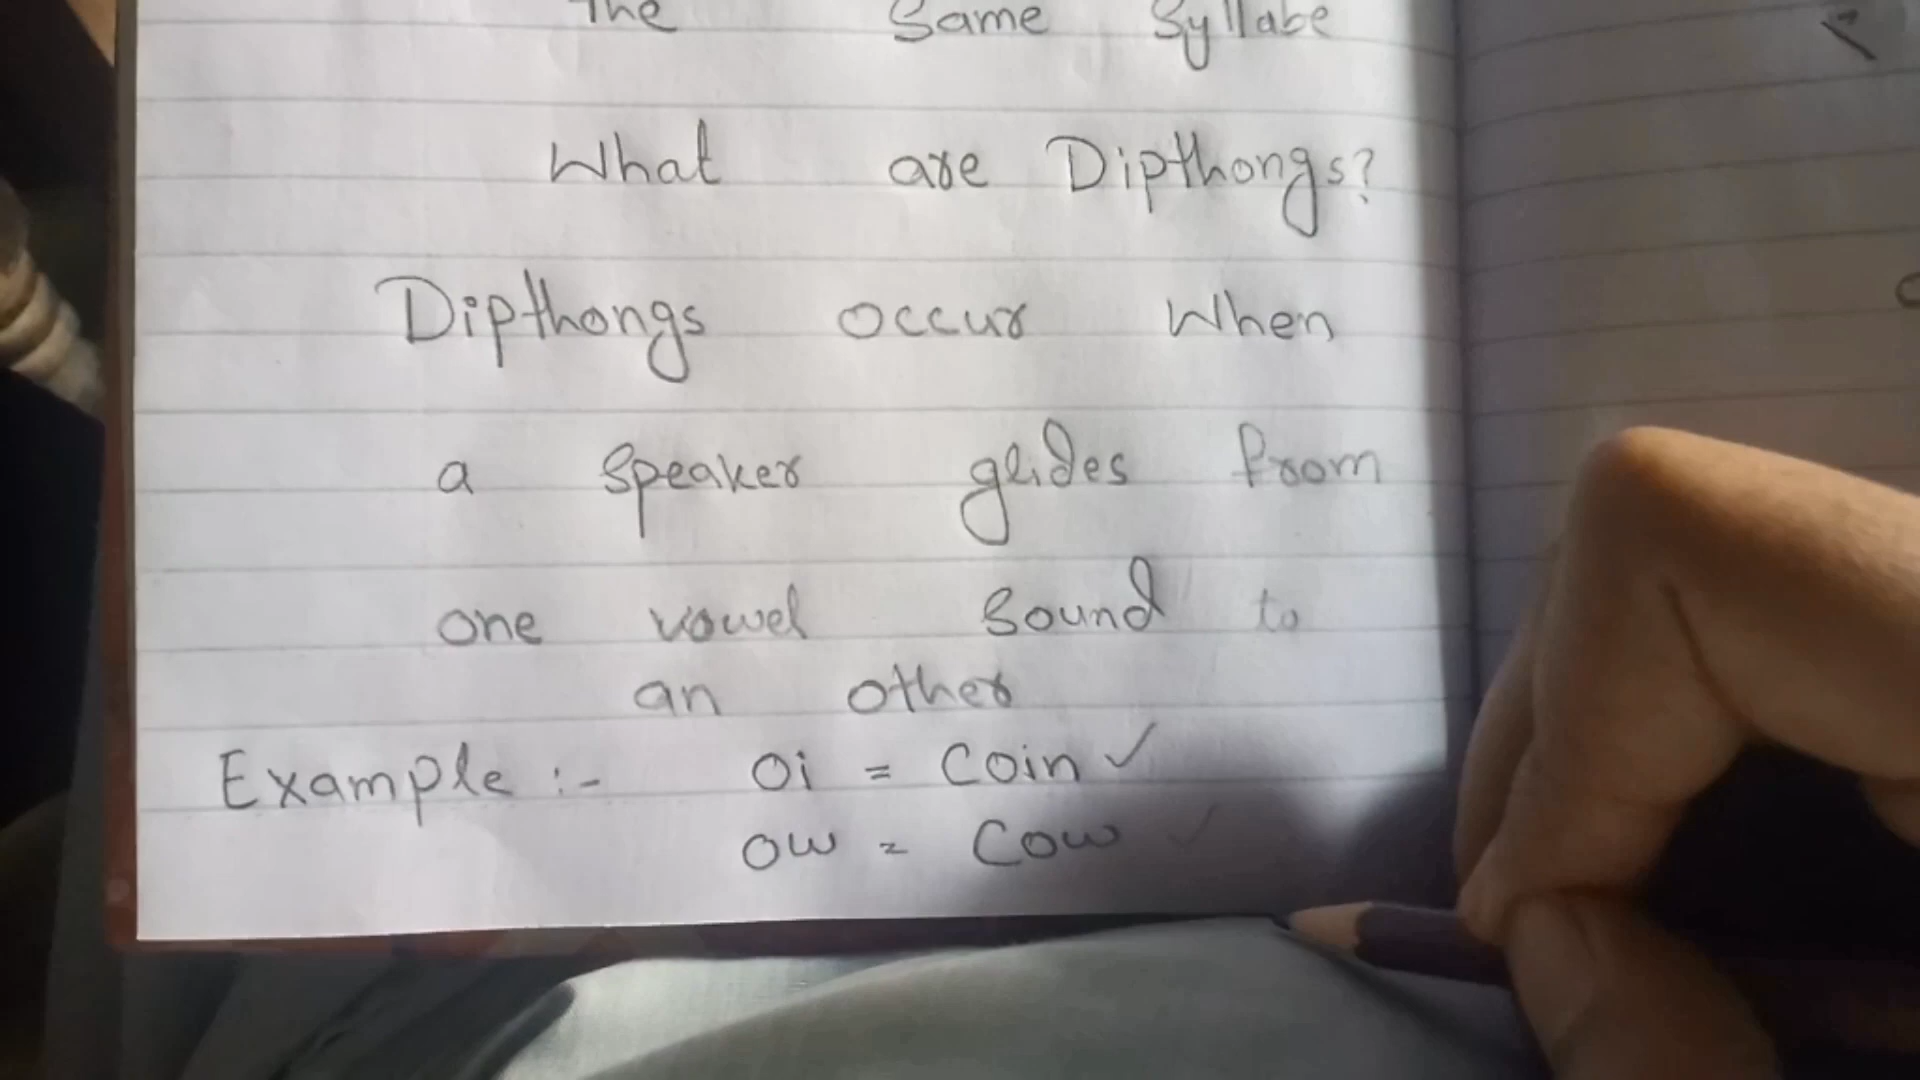 The Same Syllabe
What are Dipthongs?
Dipthongs occur When
a Speaker glides from
one vowel Sound to
an other
Example :- oi = Coin ✓
ow = Cow ✓